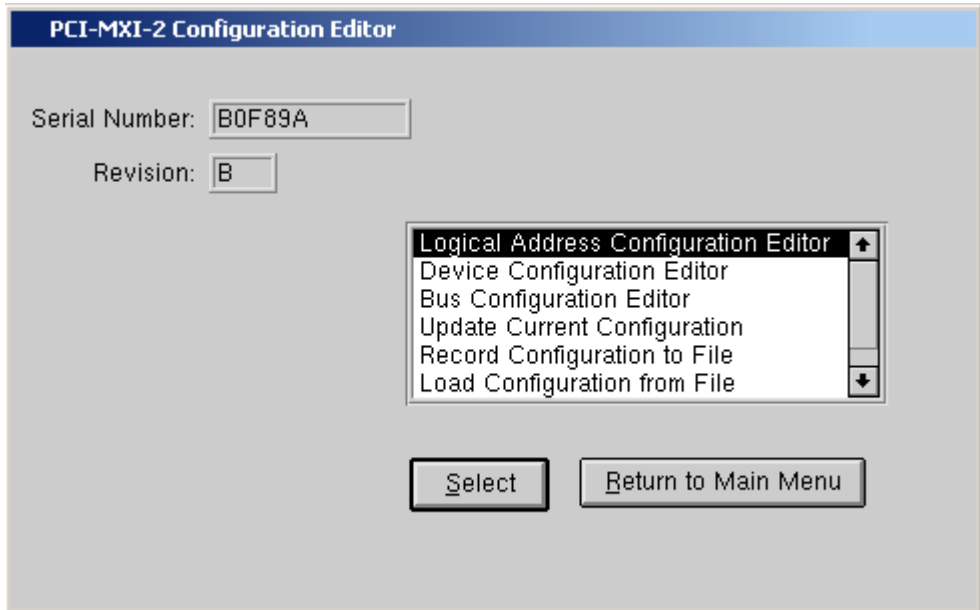 PCI-MXI-2 Configuration Editor
Serial Number: B0F89A
Revision: B
Logical Address Configuration Editor
Device Configuration Editor
Bus Configuration Editor
Update Current Configuration
Record Configuration to File
Load Configuration from File
Select Return to Main Menu